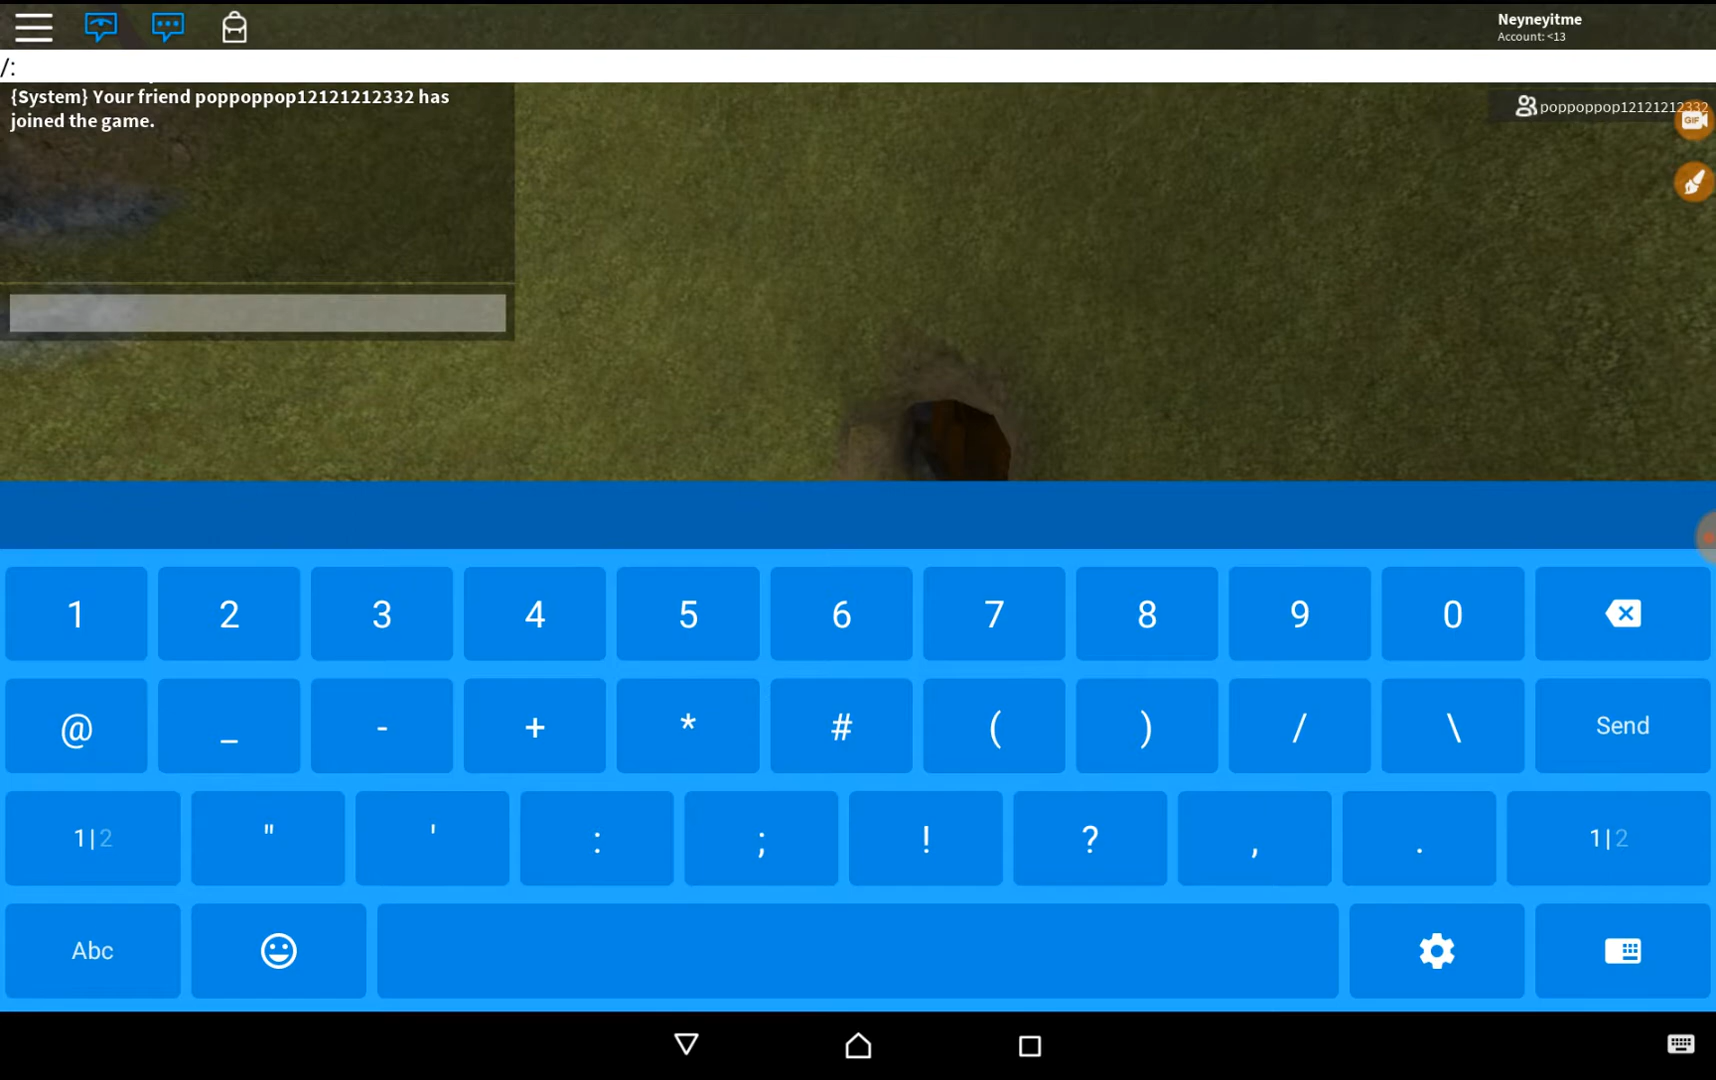 Neyneyitme
Account: <13
/:
{System} Your friend poppoppop12121212332 has
joined the game.
poppoppop12121212332
GIF
1 2 3 4 5 6 7 8 9 0
@ _ - + * # ( ) / \ Send
1|2 " ' : ; ! ? , . 1|2
Abc